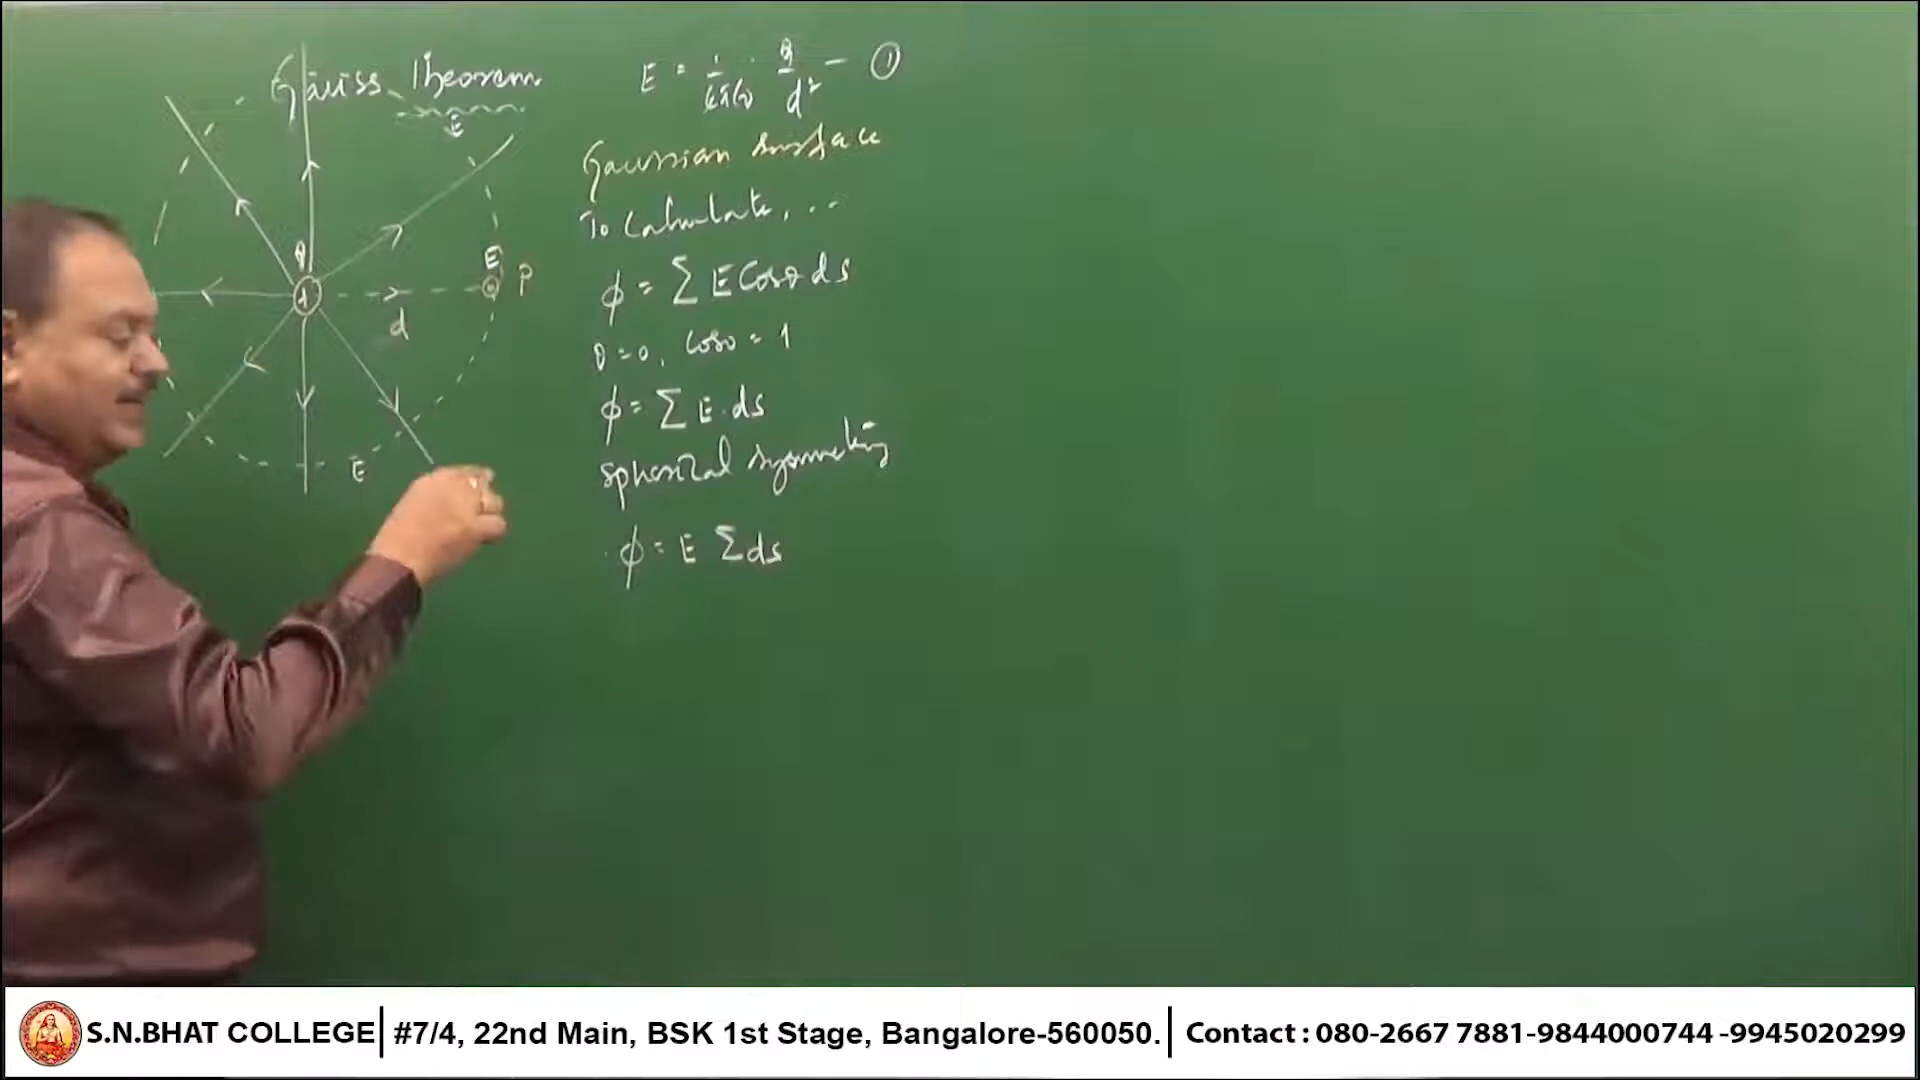 Gauss Theorem
E
q
+
d
E P
E
E = 1/4πε₀ · q/d² - ①
Gaussian surface
To Calculate, ...
ϕ = Σ E Cosθ ds
θ = 0, Cos0 = 1
ϕ = Σ E. ds
spherical symmetry
ϕ = E Σ ds
S.N.BHAT COLLEGE | #7/4, 22nd Main, BSK 1st Stage, Bangalore-560050. | Contact : 080-2667 7881-9844000744 -9945020299